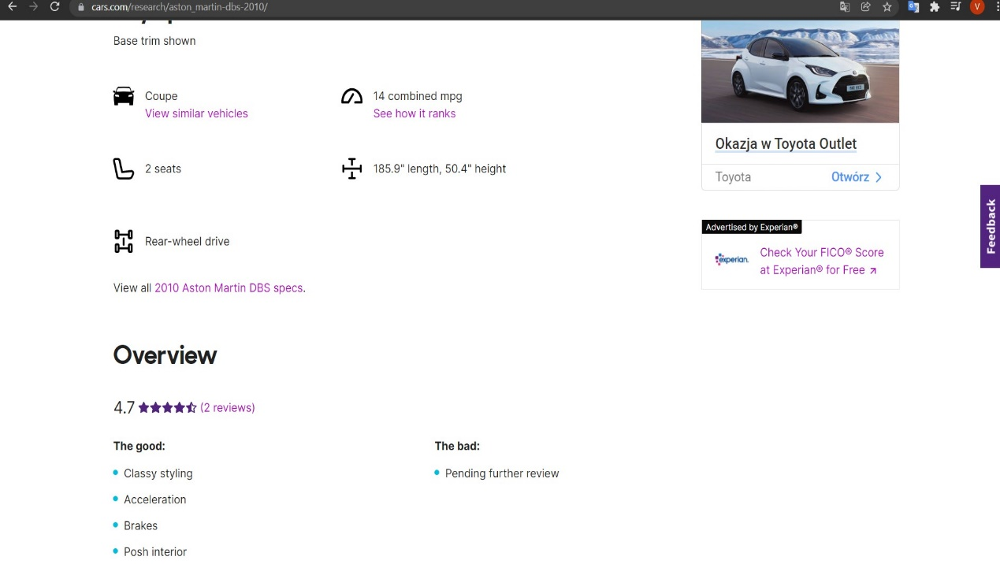 cars.com/research/aston_martin-dbs-2010/
V
Base trim shown
Coupe
View similar vehicles
14 combined mpg
See how it ranks
2 seats
185.9" length, 50.4" height
Rear-wheel drive
View all 2010 Aston Martin DBS specs.
Overview
4.7 (2 reviews)
The good:
Classy styling
Acceleration
Brakes
Posh interior
The bad:
Pending further review
Okazja w Toyota Outlet
Toyota
Otwórz
Advertised by Experian®
experian.
Check Your FICO® Score
at Experian® for Free
Feedback